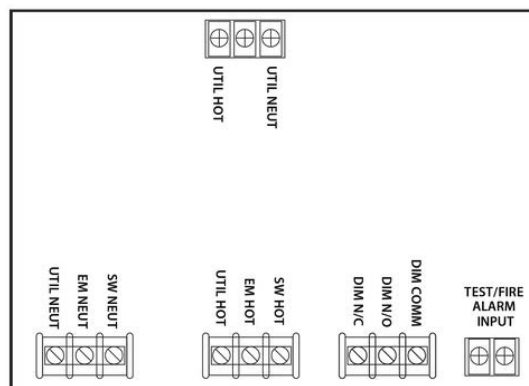 UTIL HOT
UTIL NEUT
UTIL NEUT
EM NEUT
SW NEUT
UTIL HOT
EM HOT
SW HOT
DIM N/C
DIM N/O
DIM COMM
TEST/FIRE
ALARM
INPUT